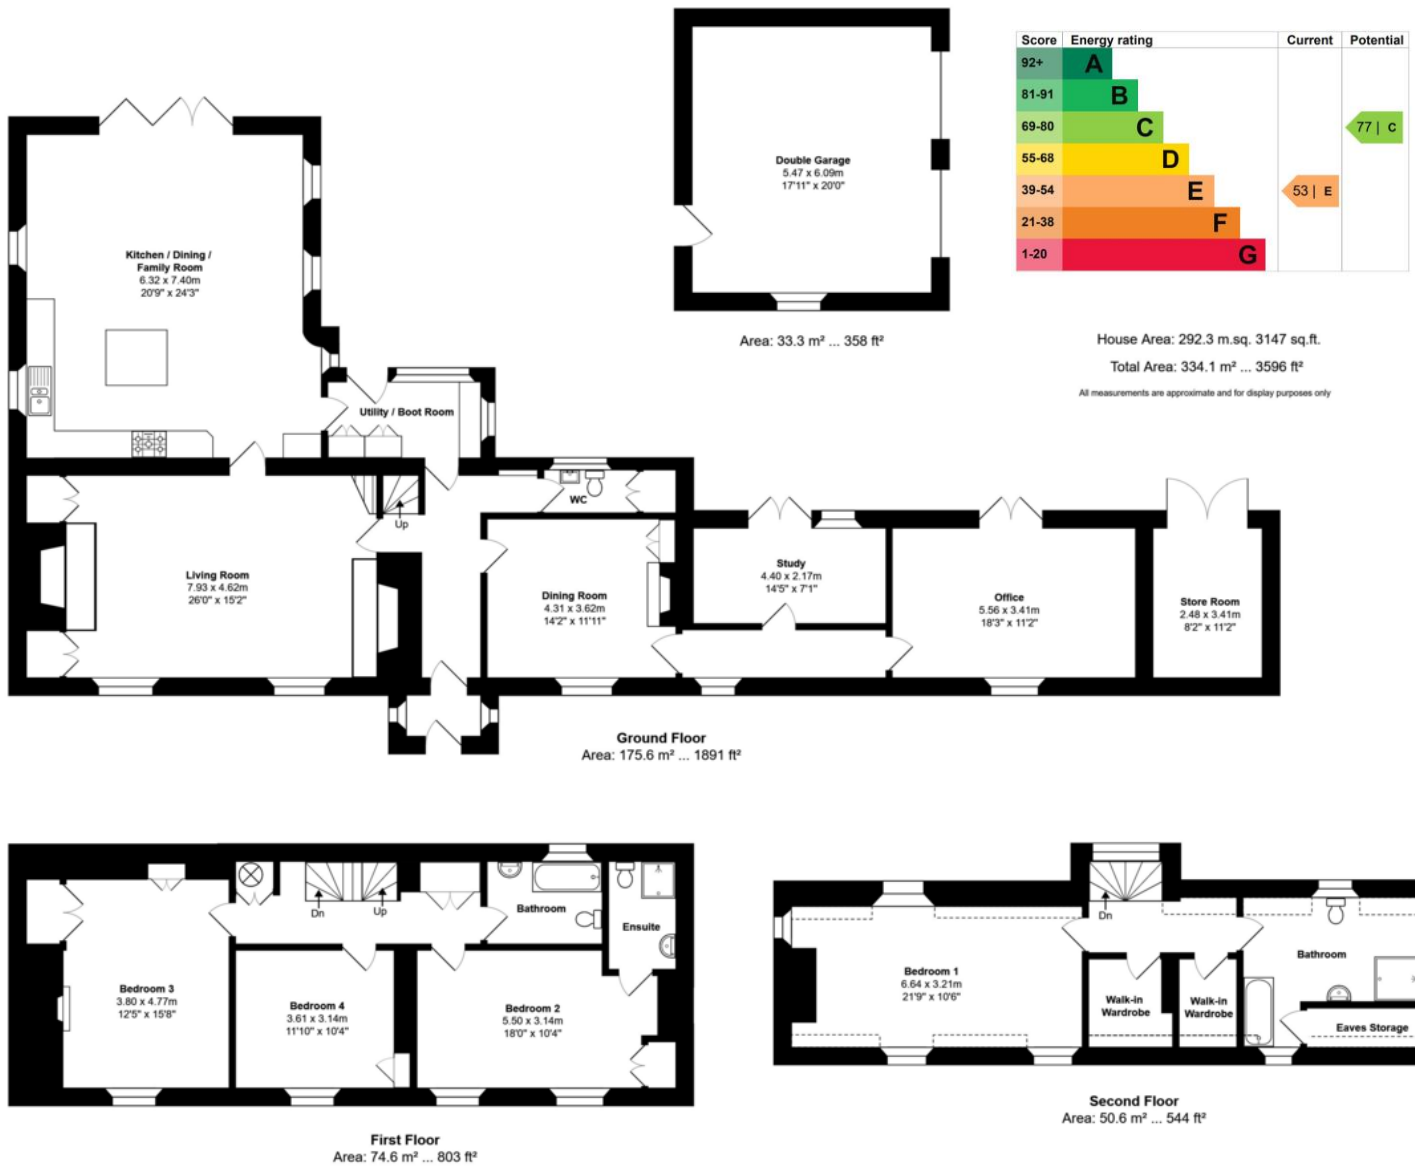 Double Garage
5.47 x 6.09m
17'11" x 20'0"
Area: 33.3 m² ... 358 ft²
Score Energy rating Current Potential
92+ A
81-91 B
69-80 C 77 | C
55-68 D
39-54 E 53 | E
21-38 F
1-20 G
House Area: 292.3 m.sq. 3147 sq.ft.
Total Area: 334.1 m² ... 3596 ft²
All measurements are approximate and for display purposes only
Kitchen / Dining /
Family Room
6.32 x 7.40m
20'9" x 24'3"
Utility / Boot Room
WC
Up
Living Room
7.93 x 4.62m
26'0" x 15'2"
Dining Room
4.31 x 3.62m
14'2" x 11'11"
Study
4.40 x 2.17m
14'5" x 7'1"
Office
5.56 x 3.41m
18'3" x 11'2"
Store Room
2.48 x 3.41m
8'2" x 11'2"
Ground Floor
Area: 175.6 m² ... 1891 ft²
Dn
Up
Bathroom
Ensuite
Bedroom 3
3.80 x 4.77m
12'5" x 15'8"
Bedroom 4
3.61 x 3.14m
11'10" x 10'4"
Bedroom 2
5.50 x 3.14m
18'0" x 10'4"
First Floor
Area: 74.6 m² ... 803 ft²
Dn
Bedroom 1
6.64 x 3.21m
21'9" x 10'6"
Walk-in
Wardrobe
Walk-in
Wardrobe
Bathroom
Eaves Storage
Second Floor
Area: 50.6 m² ... 544 ft²